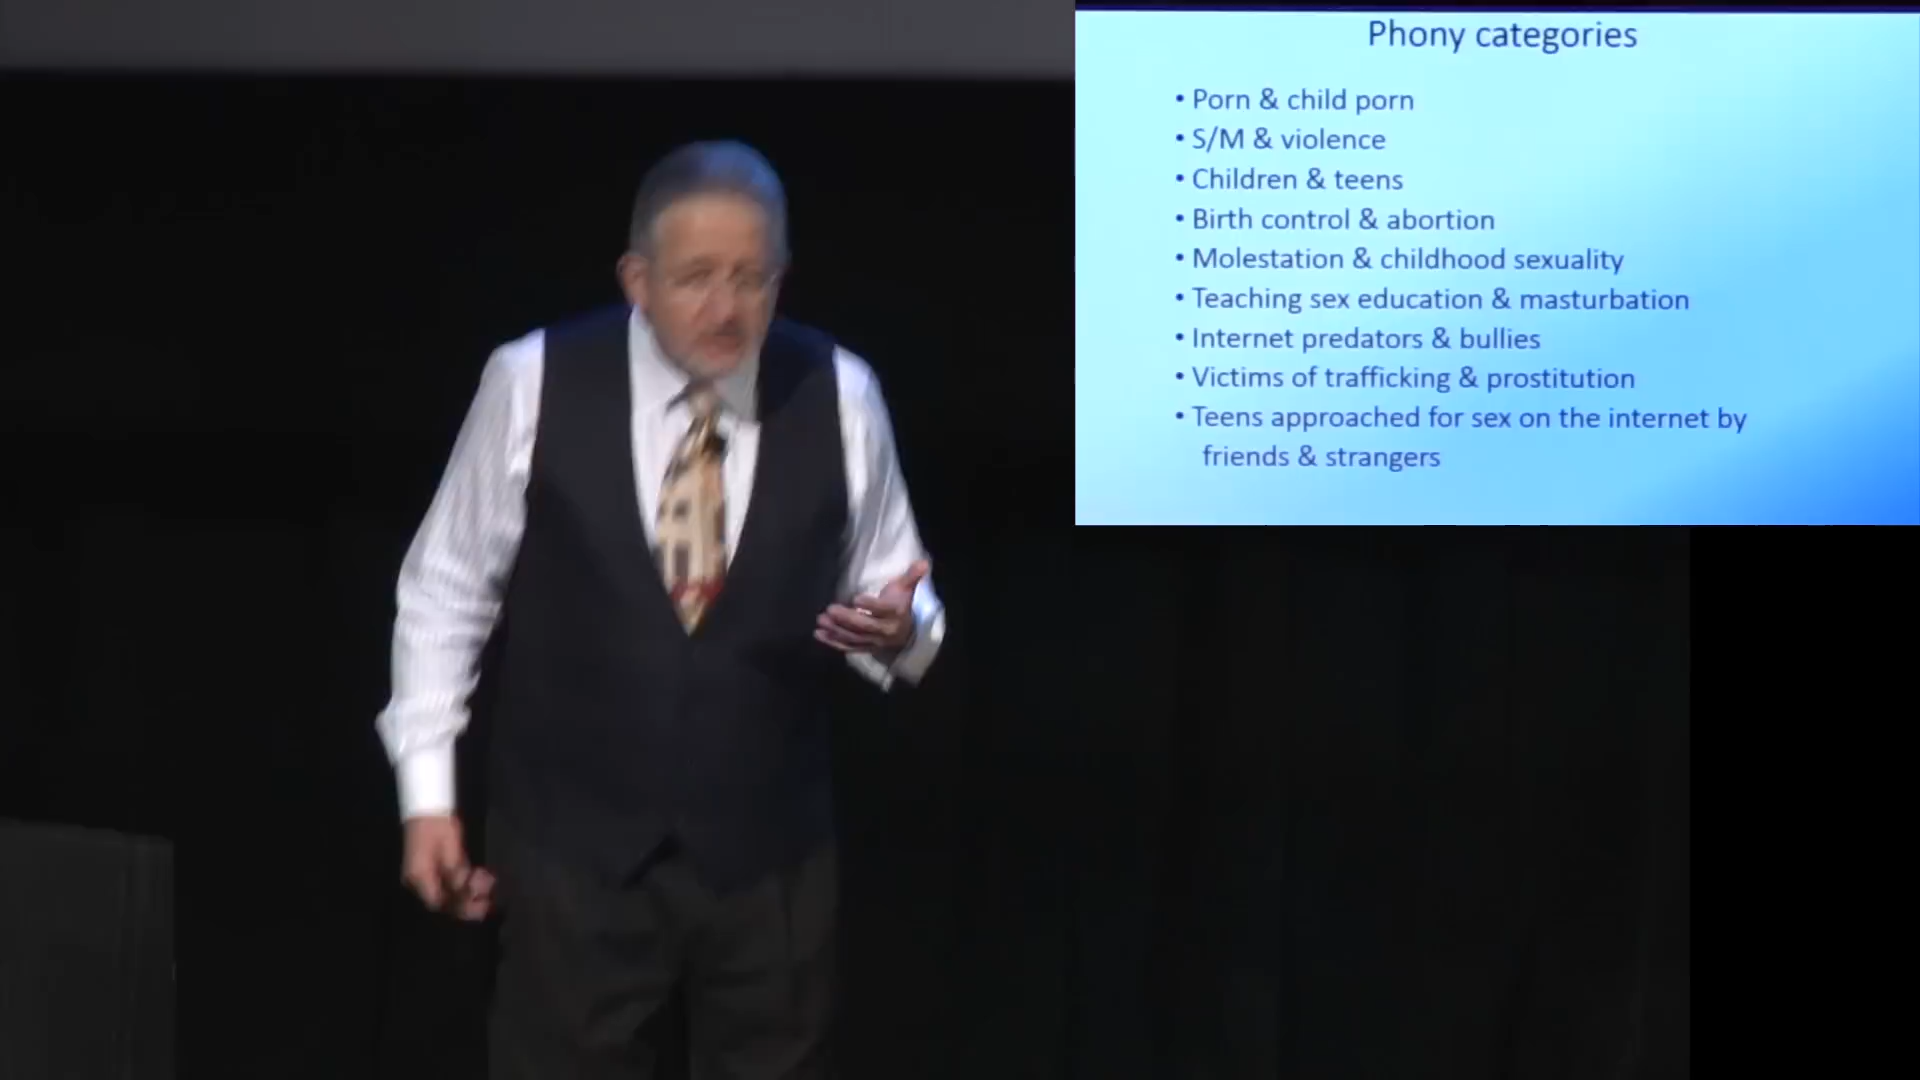 Phony categories
• Porn & child porn
• S/M & violence
• Children & teens
• Birth control & abortion
• Molestation & childhood sexuality
• Teaching sex education & masturbation
• Internet predators & bullies
• Victims of trafficking & prostitution
• Teens approached for sex on the internet by
friends & strangers